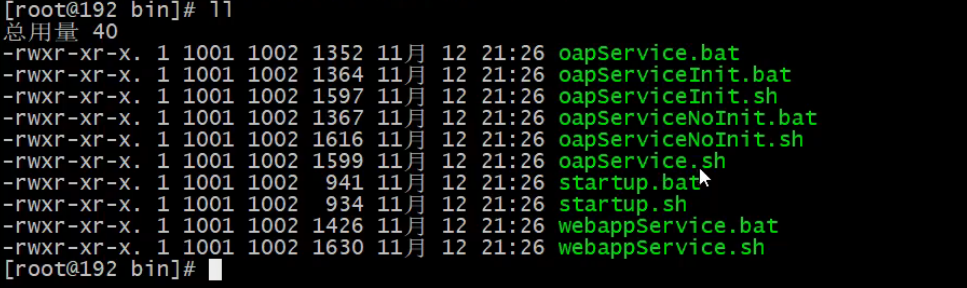 [root@192 bin]# ll
总用量 40
-rwxr-xr-x. 1 1001 1002 1352 11月 12 21:26 oapService.bat
-rwxr-xr-x. 1 1001 1002 1364 11月 12 21:26 oapServiceInit.bat
-rwxr-xr-x. 1 1001 1002 1597 11月 12 21:26 oapServiceInit.sh
-rwxr-xr-x. 1 1001 1002 1367 11月 12 21:26 oapServiceNoInit.bat
-rwxr-xr-x. 1 1001 1002 1616 11月 12 21:26 oapServiceNoInit.sh
-rwxr-xr-x. 1 1001 1002 1599 11月 12 21:26 oapService.sh
-rwxr-xr-x. 1 1001 1002  941 11月 12 21:26 startup.bat
-rwxr-xr-x. 1 1001 1002  934 11月 12 21:26 startup.sh
-rwxr-xr-x. 1 1001 1002 1426 11月 12 21:26 webappService.bat
-rwxr-xr-x. 1 1001 1002 1630 11月 12 21:26 webappService.sh
[root@192 bin]#